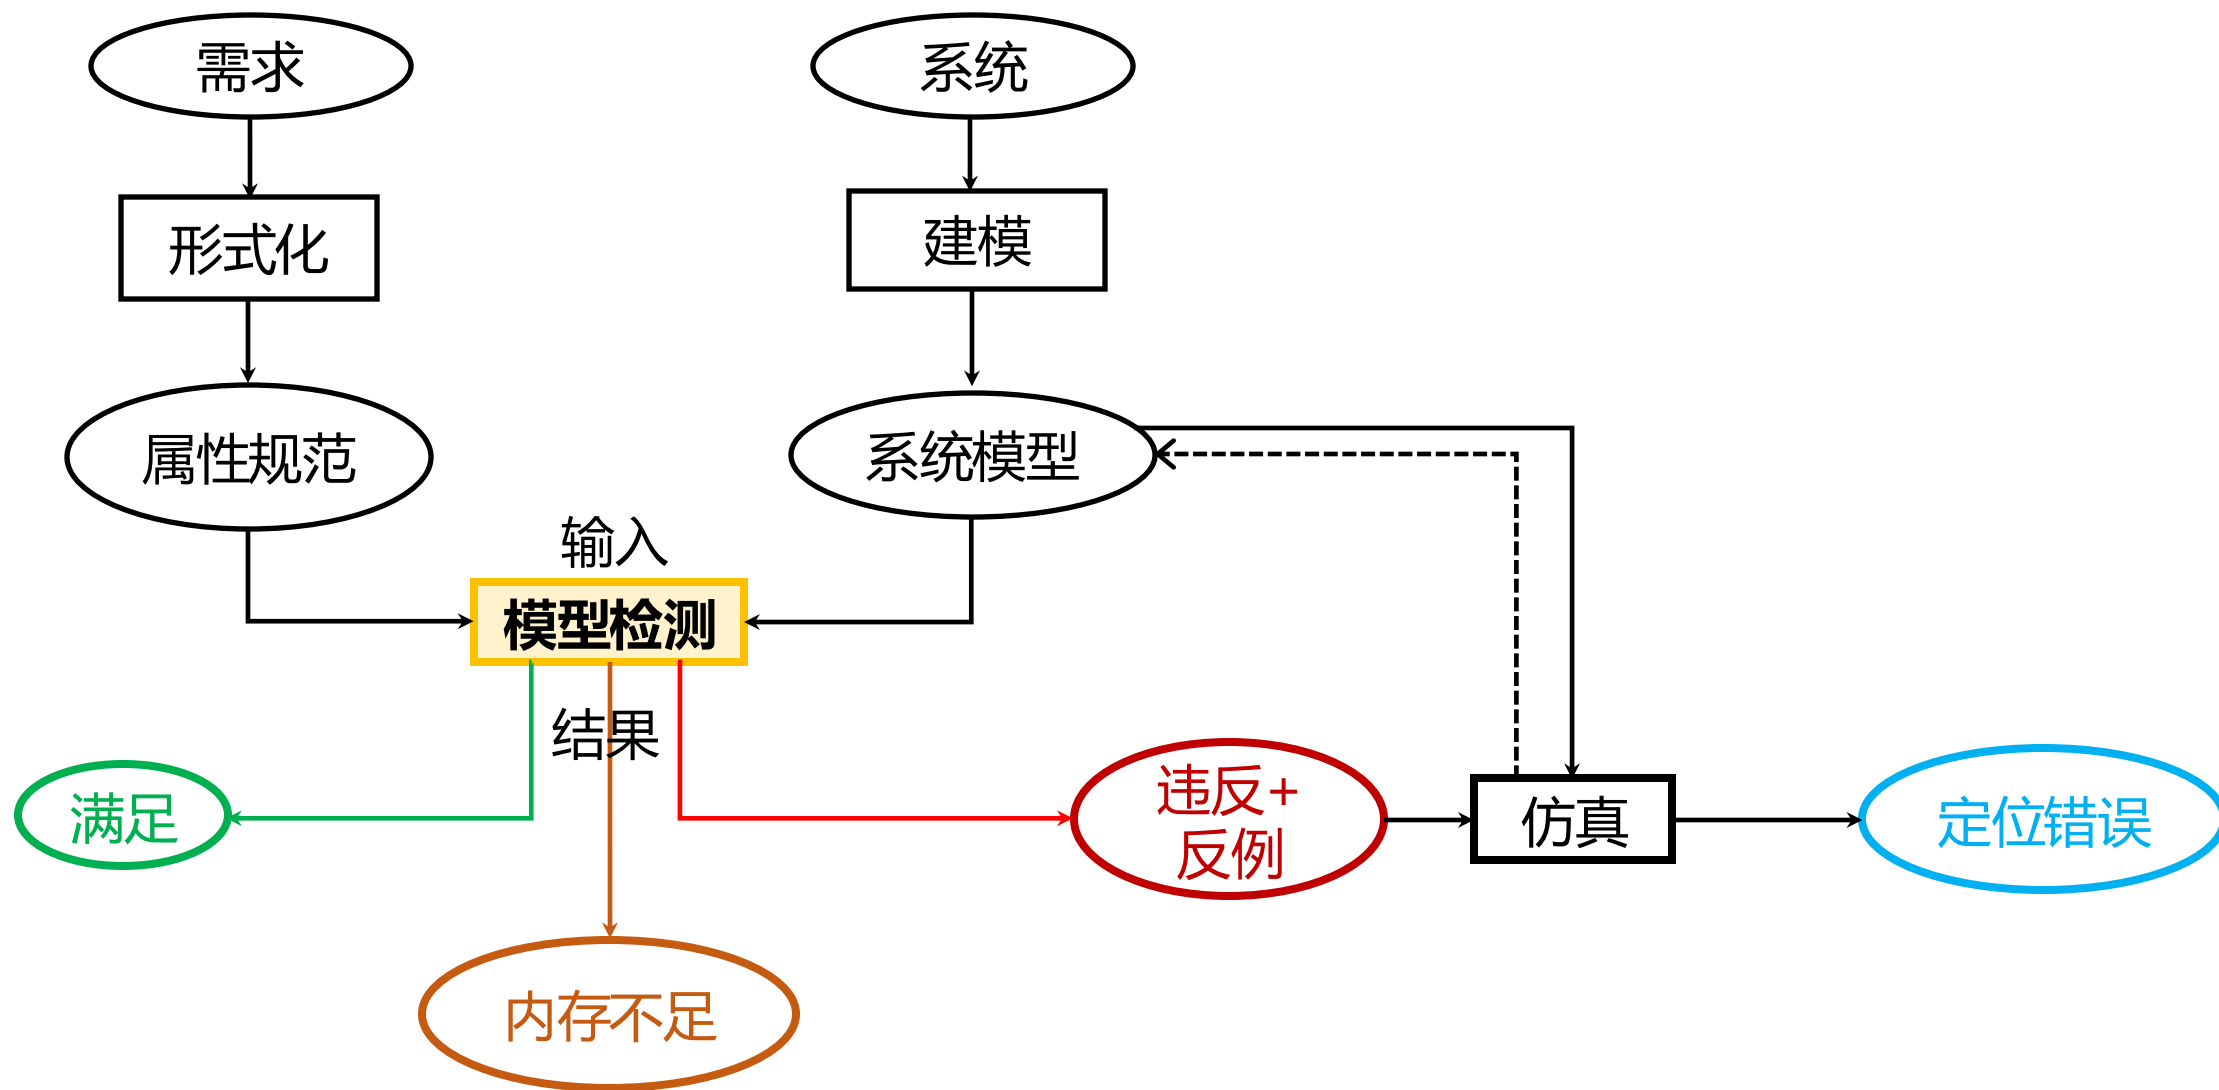 需求
系统
形式化
建模
属性规范
系统模型
输入
模型检测
结果
满足
违反+
反例
仿真
定位错误
内存不足